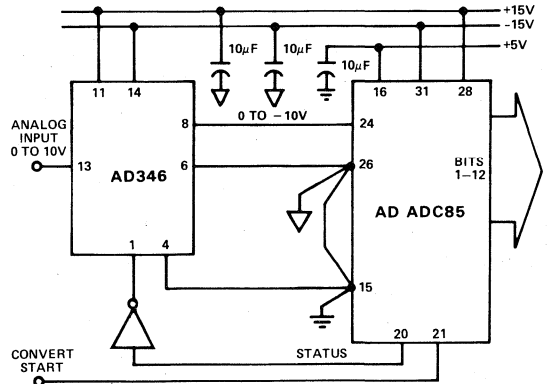 +15V
-15V
+5V
10µF
10µF
10µF
11
14
16
31
28
8
0 TO −10V
24
ANALOG
INPUT
0 TO 10V
13
AD346
6
26
BITS
1−12
AD ADC85
1
4
15
20
21
STATUS
CONVERT
START